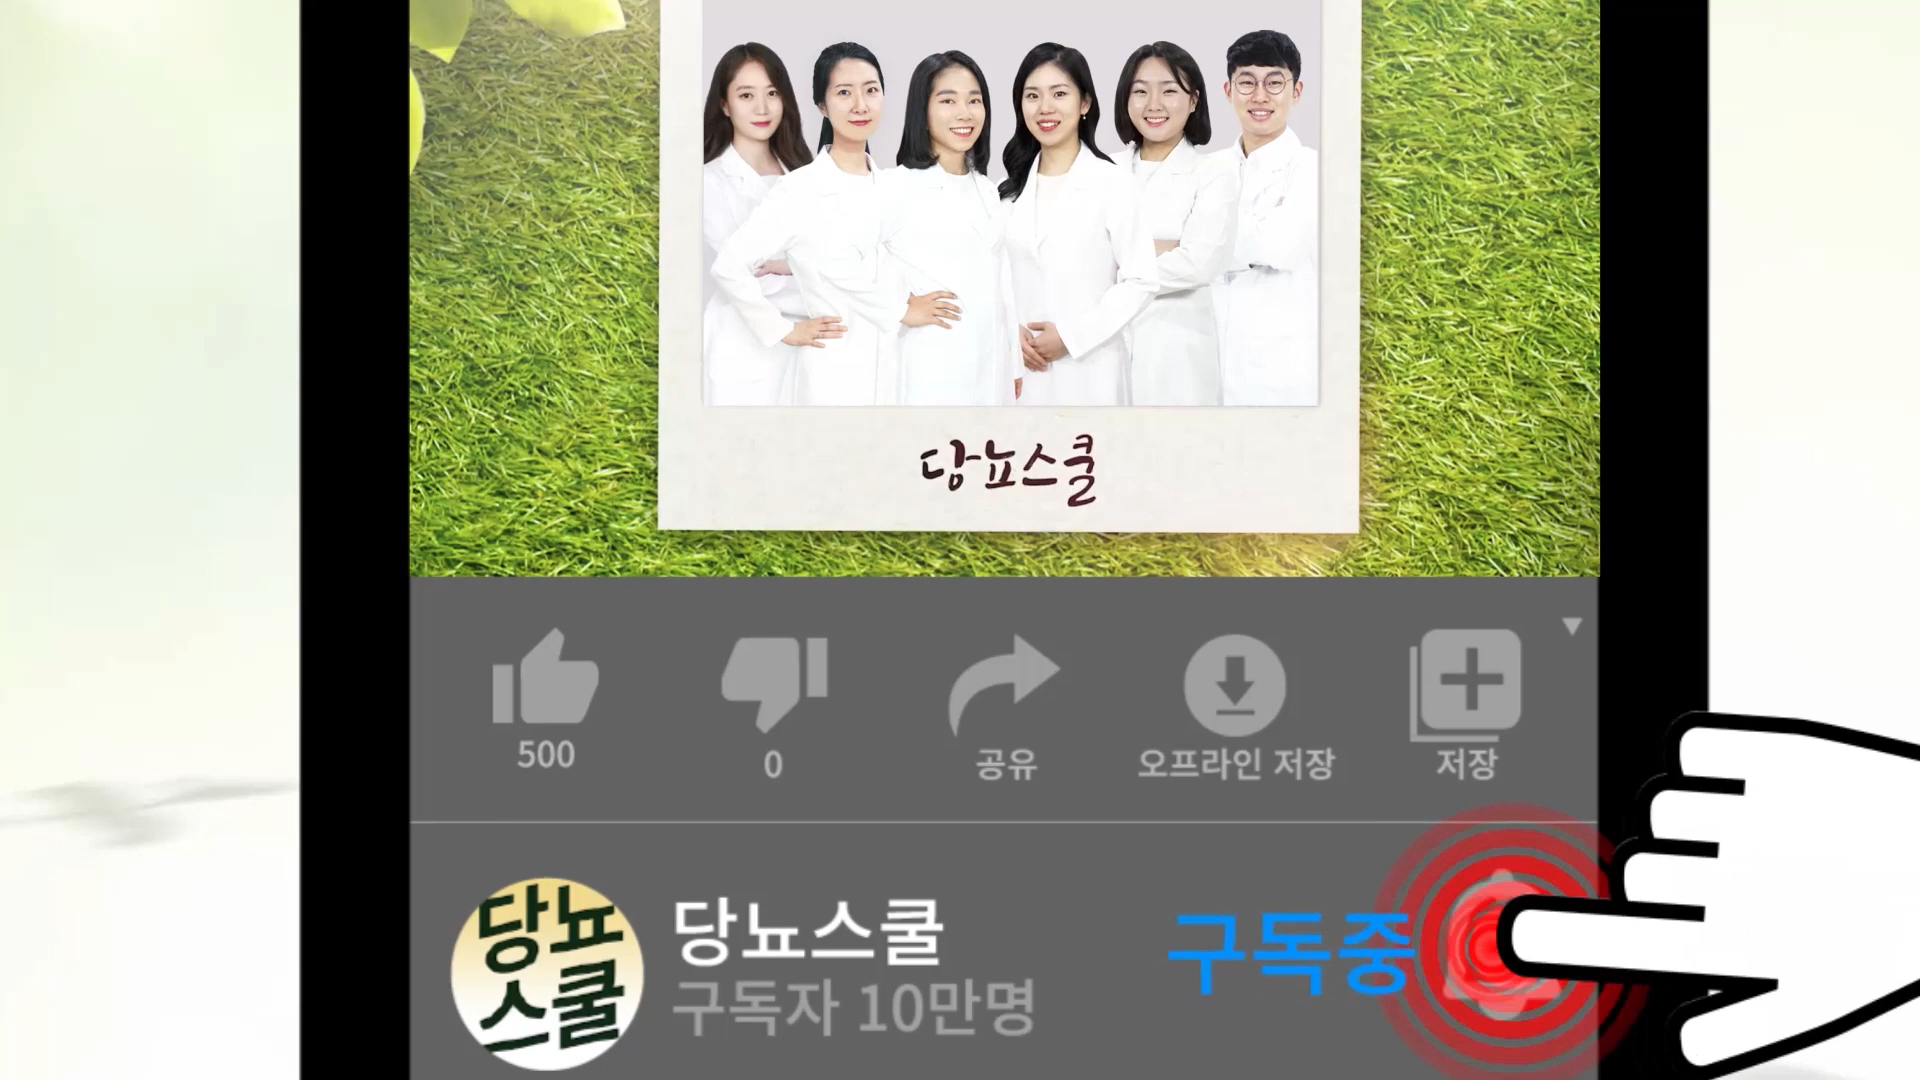 당뇨스쿨
500
0
공유
오프라인 저장
저장
당뇨
스쿨
당뇨스쿨
구독자 10만명
구독중